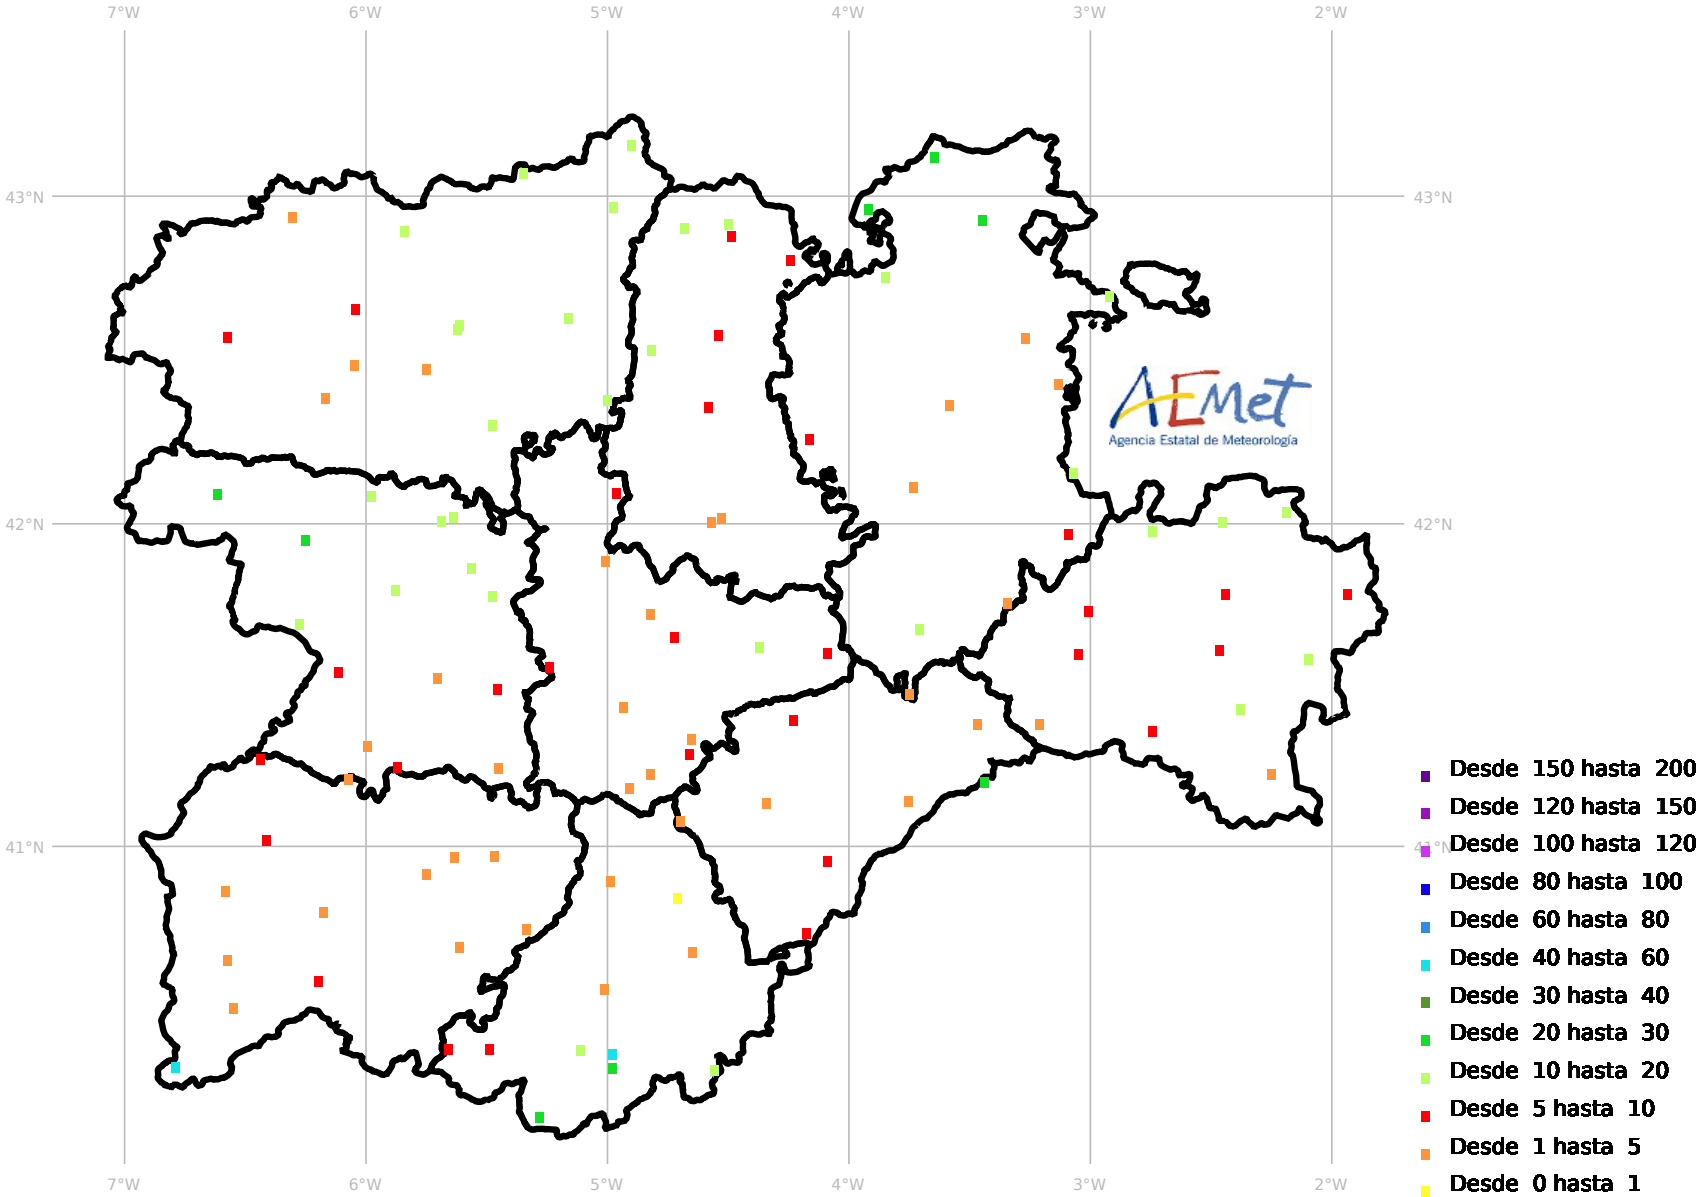 7°W 6°W 5°W 4°W 3°W 2°W
43°N 43°N
AEMet
Agencia Estatal de Meteorología
42°N 42°N
Desde 150 hasta 200
Desde 120 hasta 150
41°N 41°N
Desde 100 hasta 120
Desde 80 hasta 100
Desde 60 hasta 80
Desde 40 hasta 60
Desde 30 hasta 40
Desde 20 hasta 30
Desde 10 hasta 20
Desde 5 hasta 10
Desde 1 hasta 5
Desde 0 hasta 1
7°W 6°W 5°W 4°W 3°W 2°W